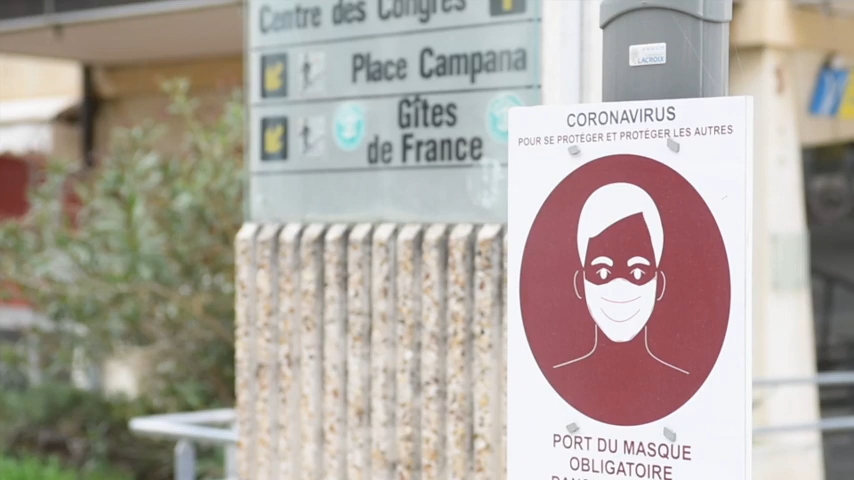 Centre des Congrès
Place Campana
Gîtes
de France
LACROIX
CORONAVIRUS
POUR SE PROTÉGER ET PROTÉGER LES AUTRES
PORT DU MASQUE
OBLIGATOIRE